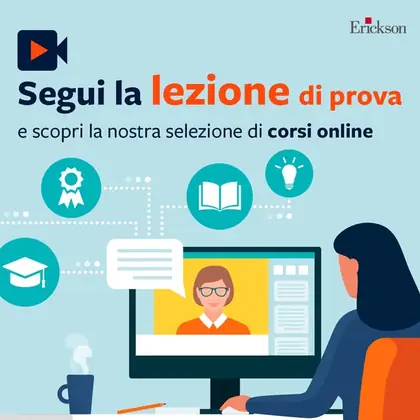 Erickson
Segui la lezione di prova
e scopri la nostra selezione di corsi online